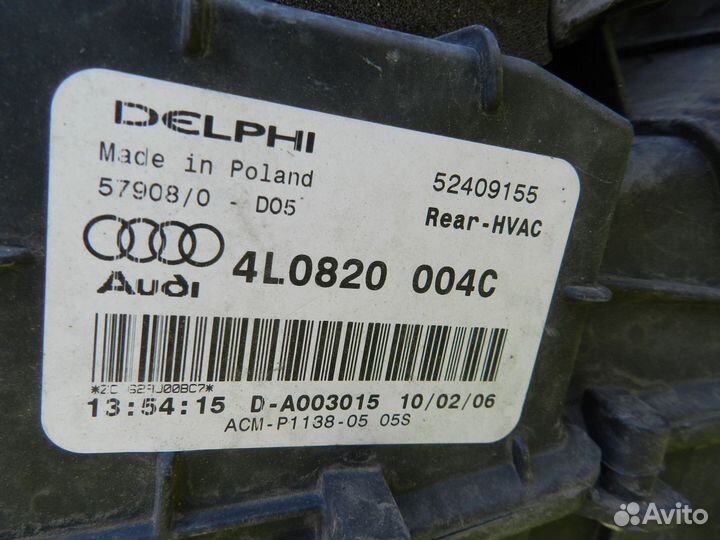 DELPHI
Made in Poland
57908/0 - D05
52409155
Rear-HVAC
Audi
4L0820 004C
13:54:15 D-A003015 10/02/06
ACM-P1138-05 05S
Avito